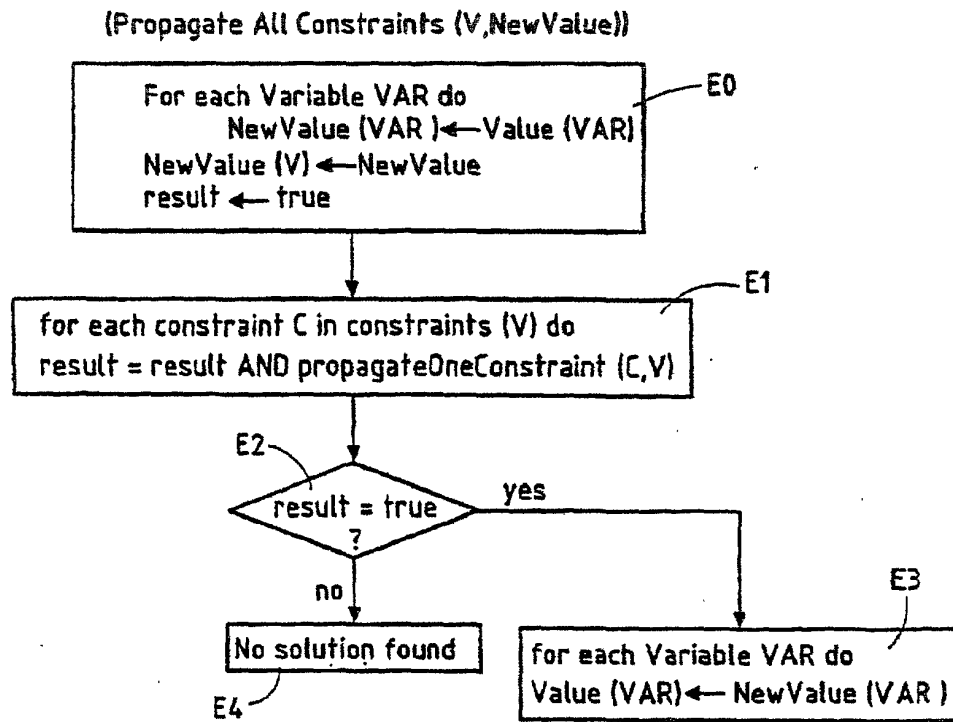 (Propagate All Constraints (V,NewValue))
E0
For each Variable VAR do
NewValue (VAR )←Value (VAR)
NewValue (V)←NewValue
result ← true
E1
for each constraint C in constraints (V) do
result = result AND propagateOneConstraint (C,V)
E2
result = true
?
yes
no
E3
No solution found
for each Variable VAR do
Value (VAR)← NewValue (VAR )
E4